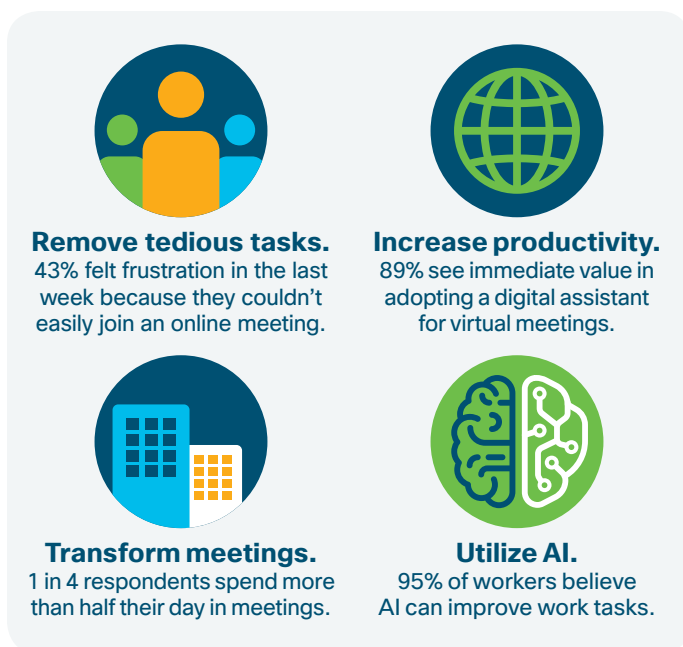 Remove tedious tasks.
43% felt frustration in the last
week because they couldn't
easily join an online meeting.
Increase productivity.
89% see immediate value in
adopting a digital assistant
for virtual meetings.
Transform meetings.
1 in 4 respondents spend more
than half their day in meetings.
Utilize AI.
95% of workers believe
AI can improve work tasks.